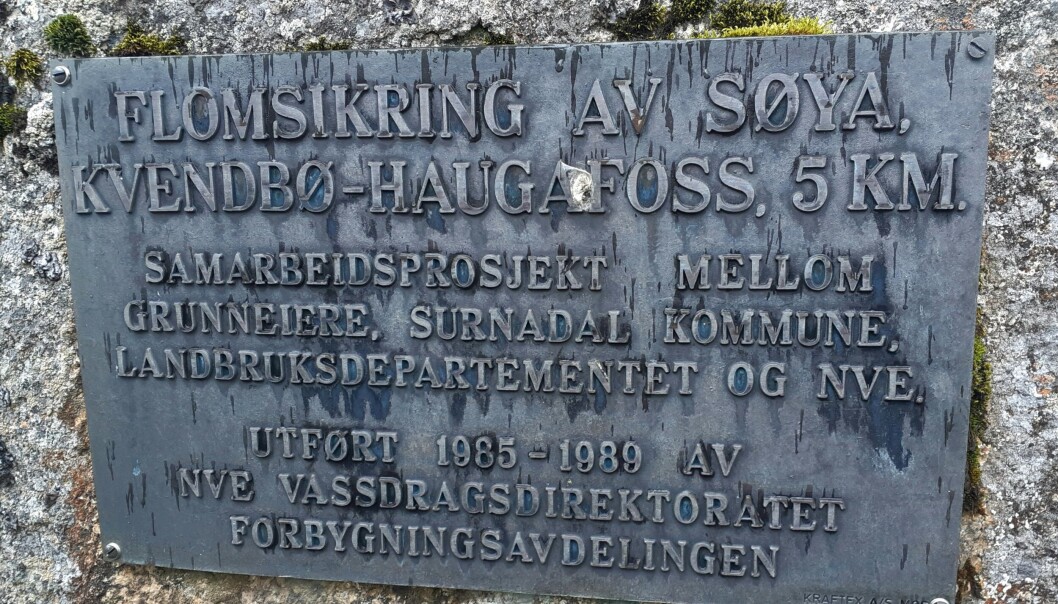 FLOMSIKRING AV SØYA,
KVENDBØ-HAUGAFOSS, 5 KM.
SAMARBEIDSPROSJEKT MELLOM
GRUNNEIERE, SURNADAL KOMMUNE,
LANDBRUKSDEPARTEMENTET OG NVE.
UTFØRT 1985-1989 AV
NVE VASSDRAGSDIREKTORATET
FORBYGNINGSAVDELINGEN
KRAFTEX A/S